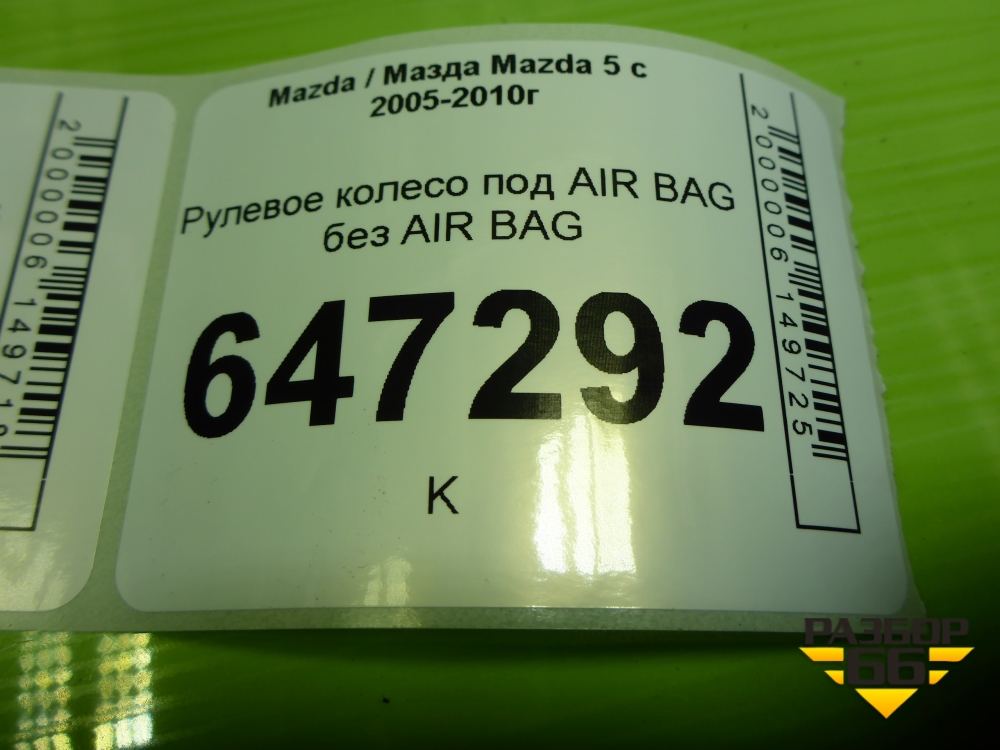 Mazda / Мазда Mazda 5 с
2005-2010г
Рулевое колесо под AIR BAG
без AIR BAG
647292
К
2000006149725
РАЗБОР
66